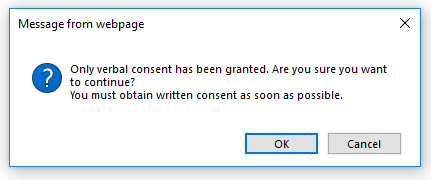 Message from webpage
Only verbal consent has been granted. Are you sure you want
to continue?
You must obtain written consent as soon as possible.
OK
Cancel